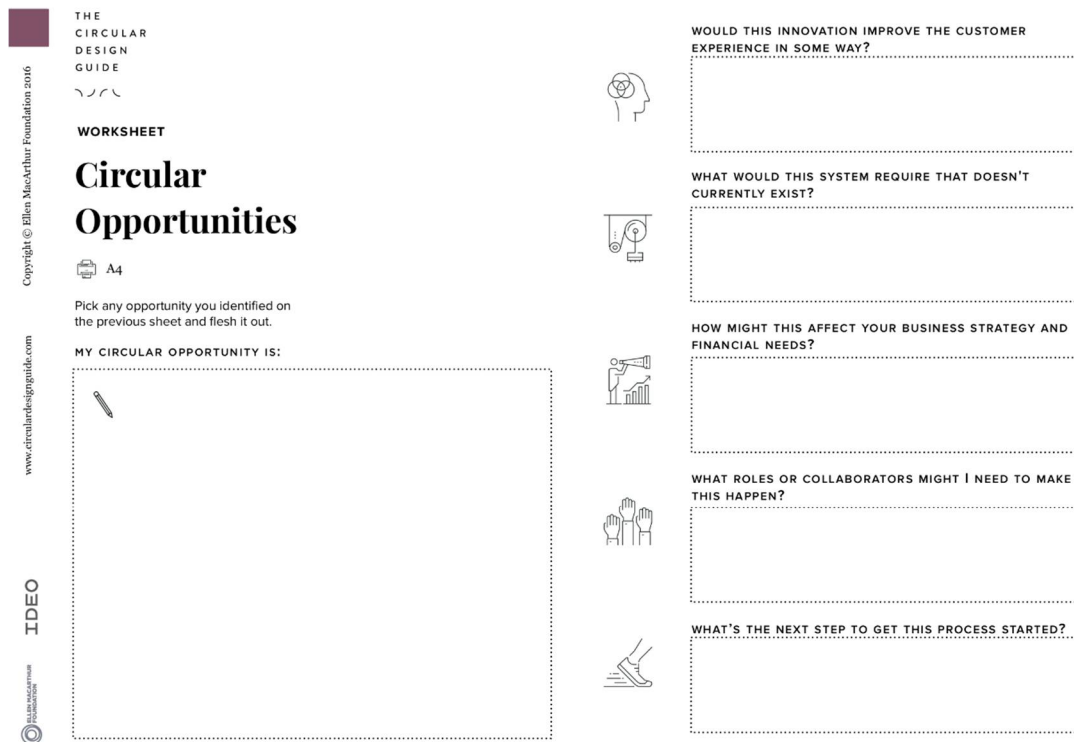 THE
CIRCULAR
DESIGN
GUIDE
WORKSHEET
Circular
Opportunities
A4
Pick any opportunity you identified on
the previous sheet and flesh it out.
MY CIRCULAR OPPORTUNITY IS:
WOULD THIS INNOVATION IMPROVE THE CUSTOMER
EXPERIENCE IN SOME WAY?
WHAT WOULD THIS SYSTEM REQUIRE THAT DOESN'T
CURRENTLY EXIST?
HOW MIGHT THIS AFFECT YOUR BUSINESS STRATEGY AND
FINANCIAL NEEDS?
WHAT ROLES OR COLLABORATORS MIGHT I NEED TO MAKE
THIS HAPPEN?
WHAT'S THE NEXT STEP TO GET THIS PROCESS STARTED?
Copyright © Ellen MacArthur Foundation 2016
www.circulardesignguide.com
IDEO
ELLEN MACARTHUR
FOUNDATION